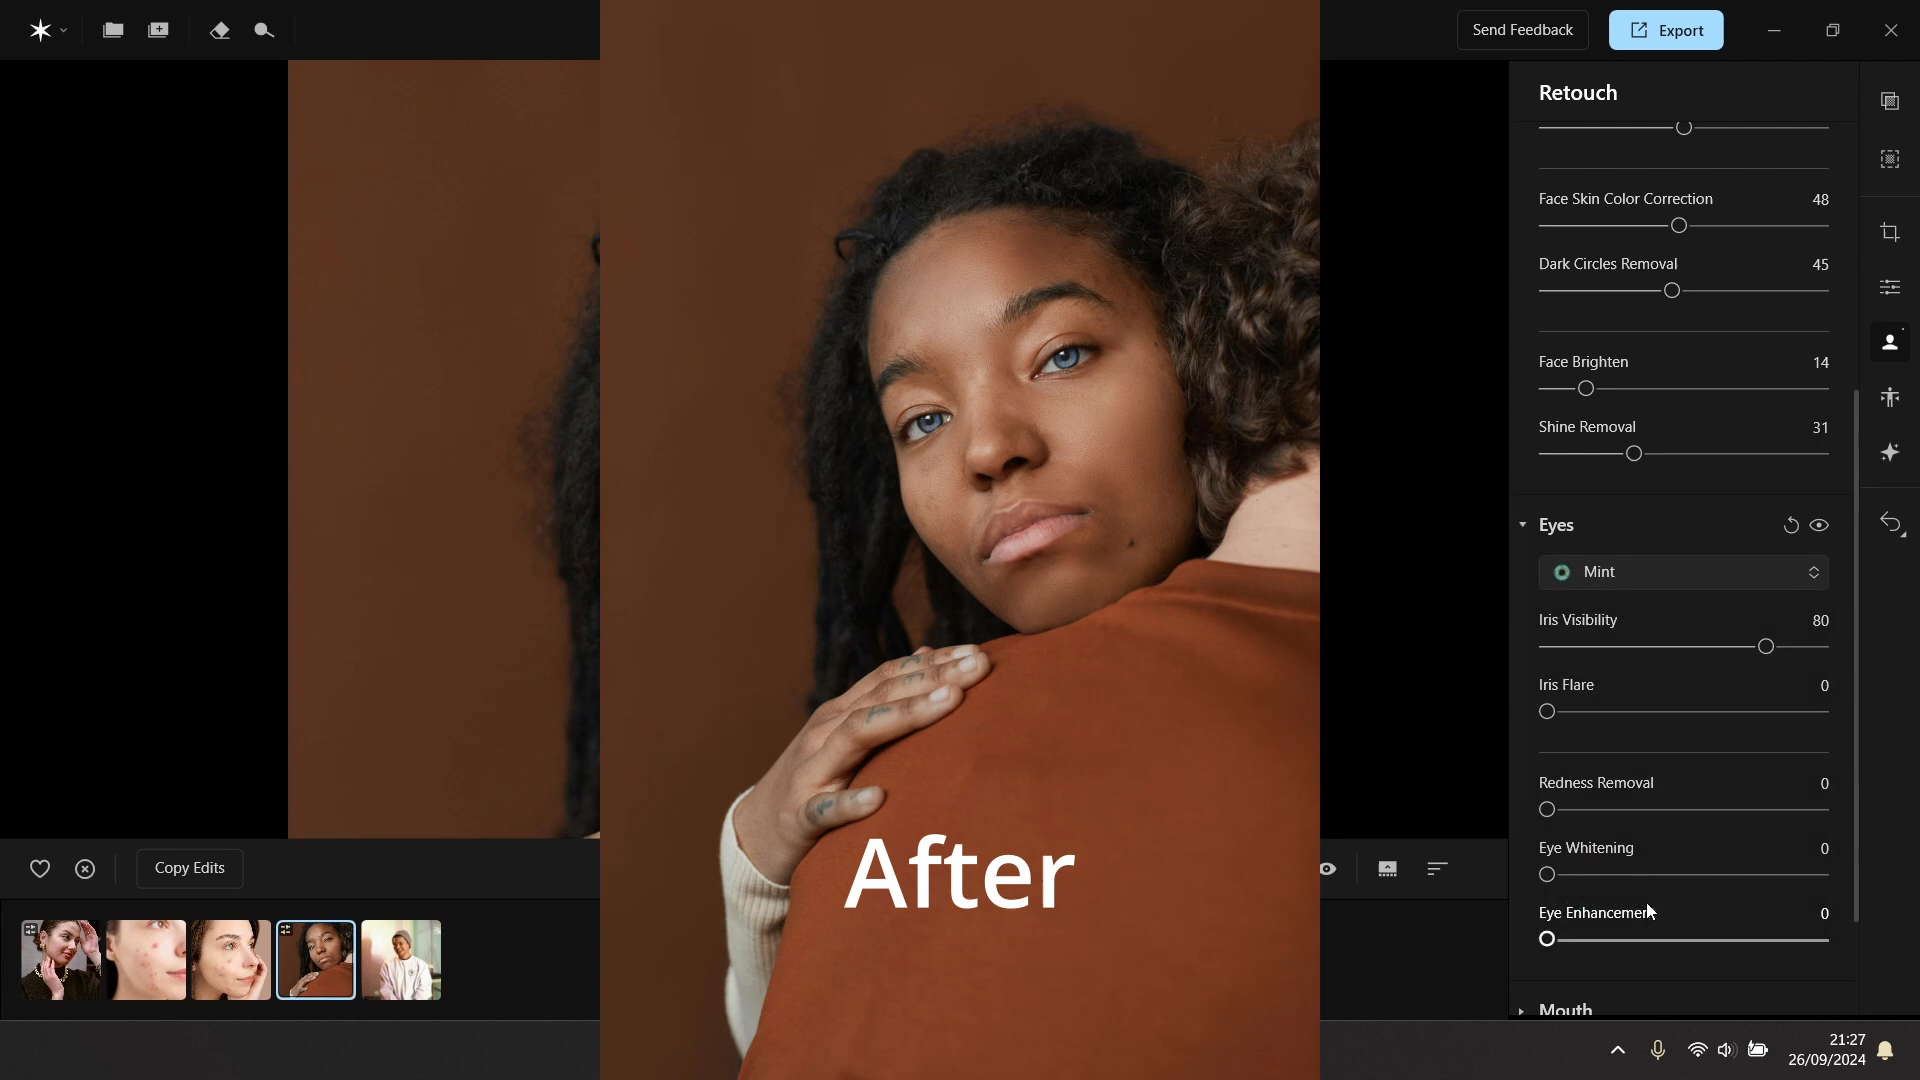 Send Feedback
Export
Retouch
Face Skin Color Correction 48
Dark Circles Removal 45
Face Brighten 14
Shine Removal 31
Eyes
Mint
Iris Visibility 80
Iris Flare 0
Redness Removal 0
Eye Whitening 0
Eye Enhancement 0
Mouth
After
Copy Edits
21:27
26/09/2024